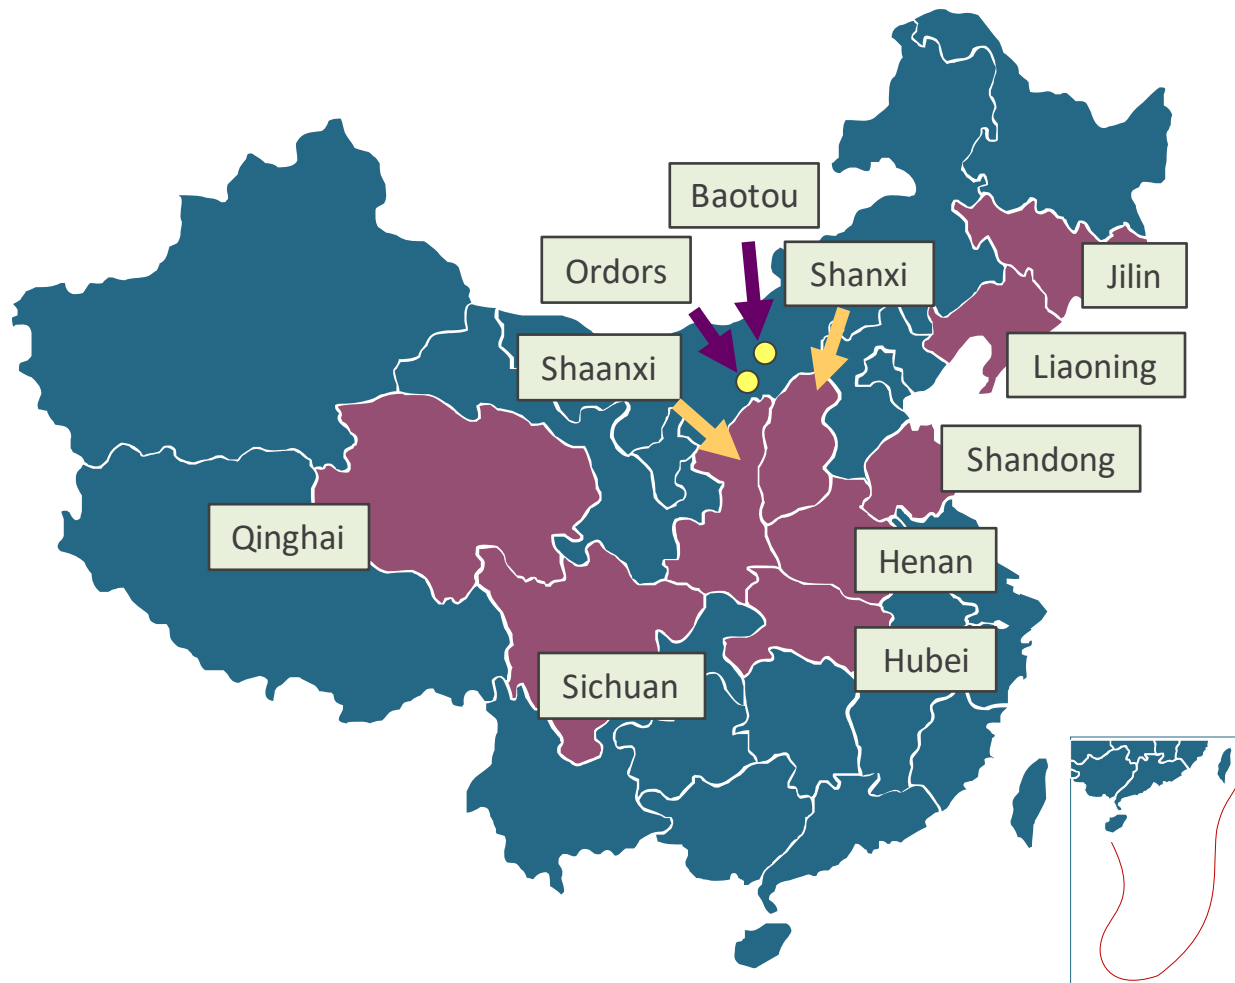 Baotou
Ordors
Shanxi
Jilin
Shaanxi
Liaoning
Shandong
Qinghai
Henan
Hubei
Sichuan